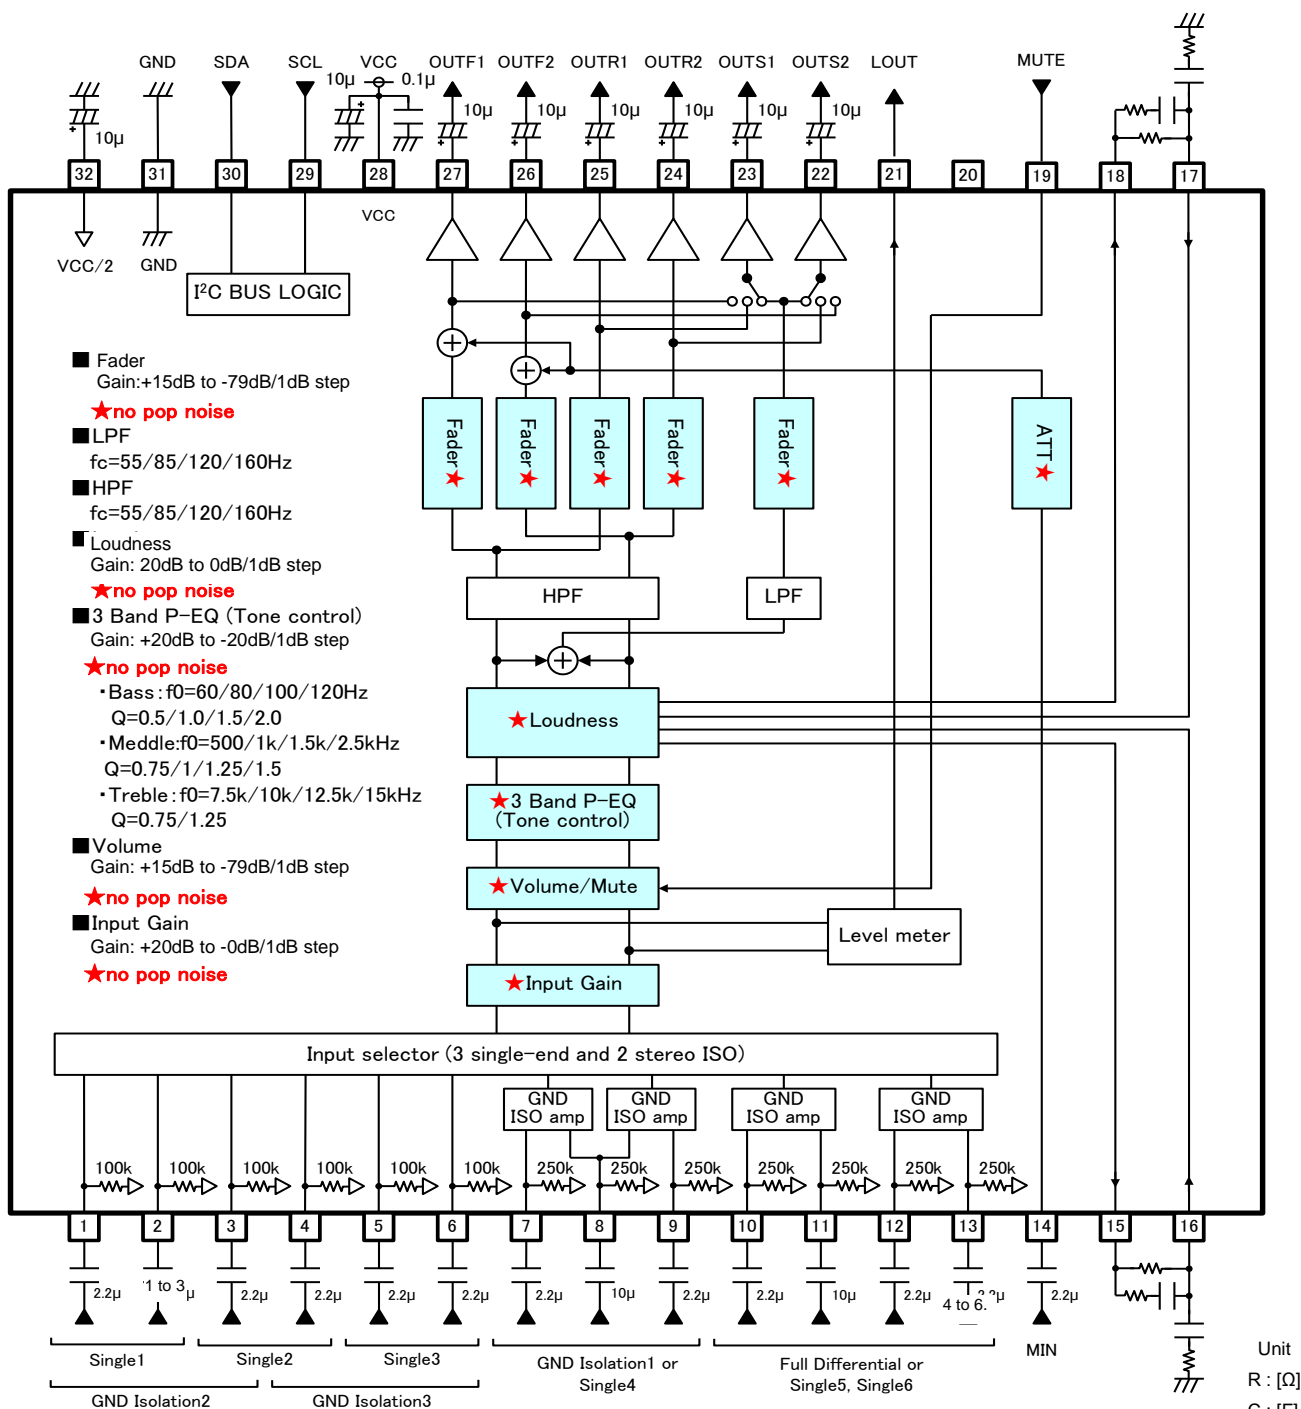 GND SDA SCL VCC OUTF1 OUTF2 OUTR1 OUTR2 OUTS1 OUTS2 LOUT MUTE
10μ 10μ 0.1μ 10μ 10μ 10μ 10μ 10μ 10μ
32 31 30 29 28 27 26 25 24 23 22 21 20 19 18 17
VCC
VCC/2 GND
I²C BUS LOGIC
■ Fader
Gain:+15dB to -79dB/1dB step
★no pop noise
■LPF
fc=55/85/120/160Hz
■HPF
fc=55/85/120/160Hz
■Loudness
Gain: 20dB to 0dB/1dB step
★no pop noise
■3 Band P-EQ (Tone control)
Gain: +20dB to -20dB/1dB step
★no pop noise
・Bass:f0=60/80/100/120Hz
Q=0.5/1.0/1.5/2.0
・Meddle:f0=500/1k/1.5k/2.5kHz
Q=0.75/1/1.25/1.5
・Treble:f0=7.5k/10k/12.5k/15kHz
Q=0.75/1.25
■Volume
Gain: +15dB to -79dB/1dB step
★no pop noise
■Input Gain
Gain: +20dB to -0dB/1dB step
★no pop noise
Fader★ Fader★ Fader★ Fader★ Fader★ ATT★
HPF LPF
★Loudness
★3 Band P-EQ
(Tone control)
★Volume/Mute
Level meter
★Input Gain
Input selector (3 single-end and 2 stereo ISO)
GND
ISO amp
GND
ISO amp
GND
ISO amp
GND
ISO amp
100k 100k 100k 100k 100k 100k 250k 250k 250k 250k 250k 250k 250k
1 2 3 4 5 6 7 8 9 10 11 12 13 14 15 16
2.2μ 1 to 3 μ 2.2μ 2.2μ 2.2μ 2.2μ 2.2μ 10μ 2.2μ 2.2μ 10μ 2.2μ 4 to 6. 2.2μ
Single1 Single2 Single3
GND Isolation1 or
Single4
Full Differential or
Single5, Single6
MIN
GND Isolation2 GND Isolation3
Unit
R : [Ω]